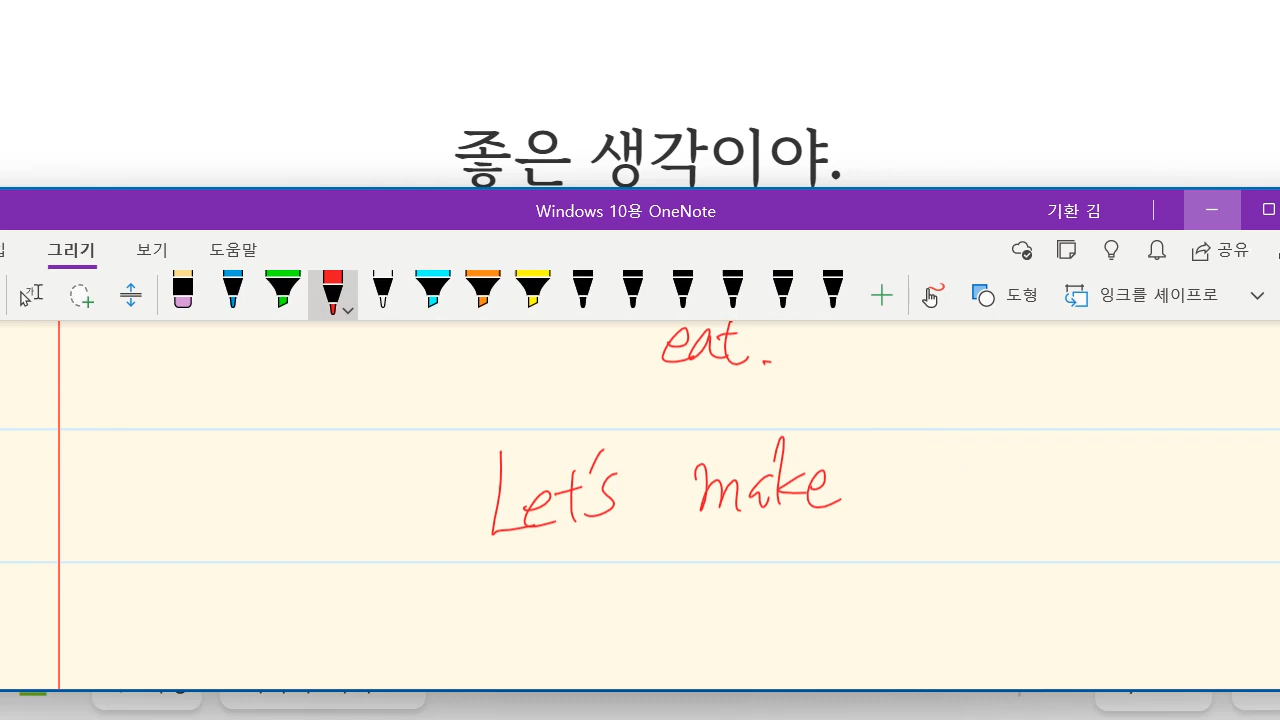 좋은 생각이야.
Windows 10용 OneNote
기환 김
그리기 보기 도움말 공유
도형 잉크를 셰이프로
eat.
Let's make